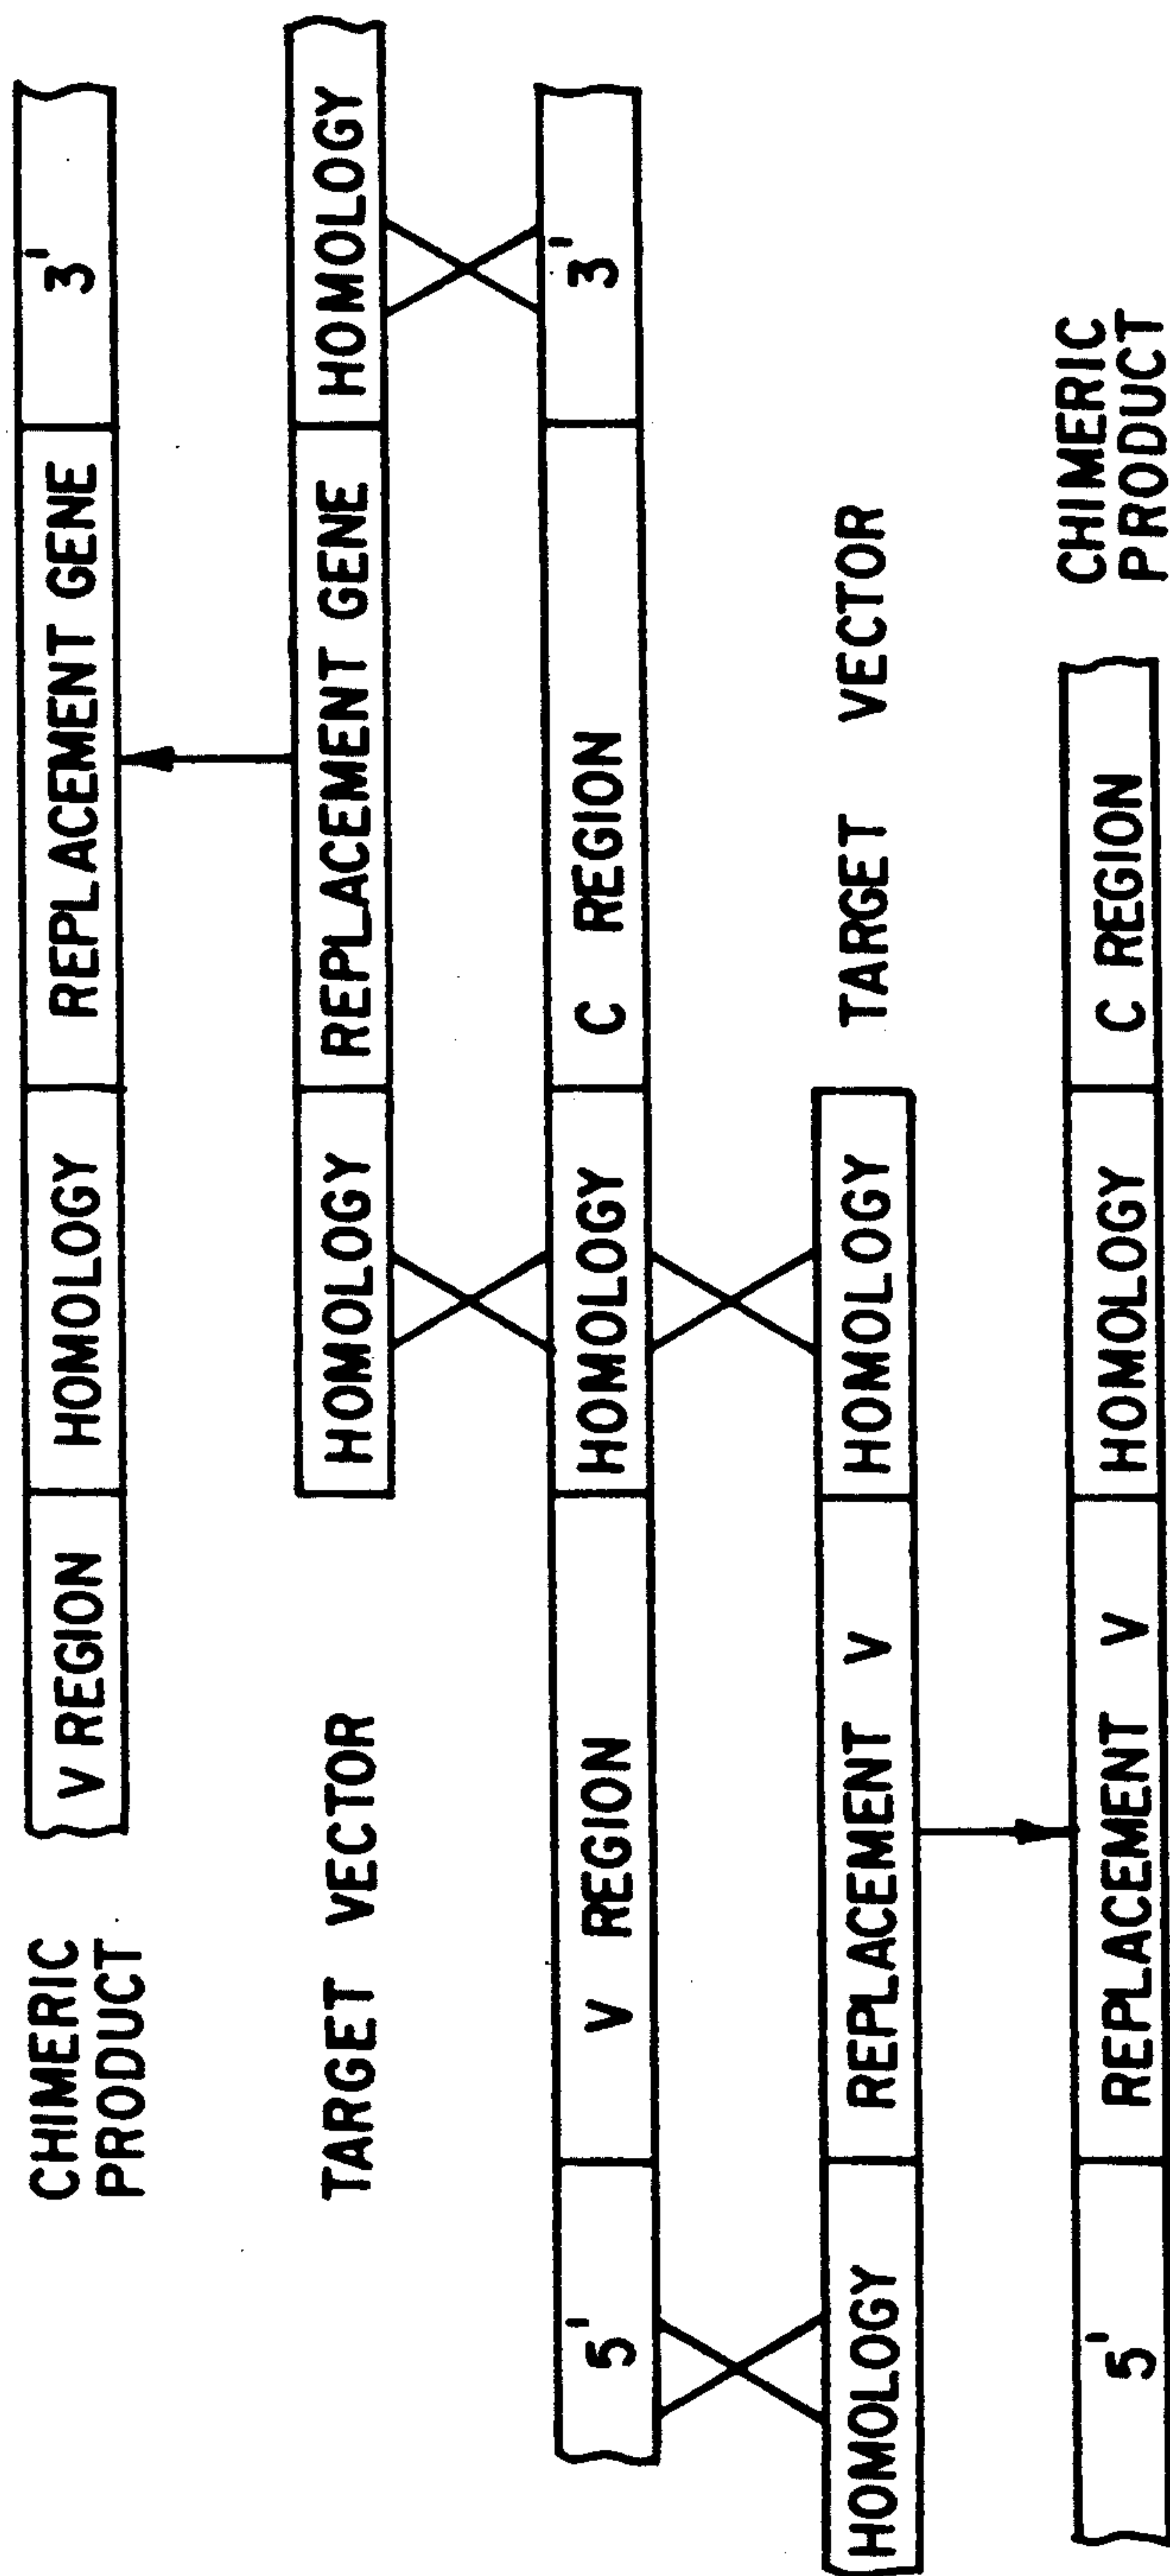 CHIMERIC
PRODUCT
V REGION HOMOLOGY REPLACEMENT GENE 3'
TARGET VECTOR
HOMOLOGY REPLACEMENT GENE HOMOLOGY
5' V REGION HOMOLOGY C REGION 3'
HOMOLOGY REPLACEMENT V HOMOLOGY
TARGET VECTOR
5' REPLACEMENT V HOMOLOGY C REGION
CHIMERIC
PRODUCT